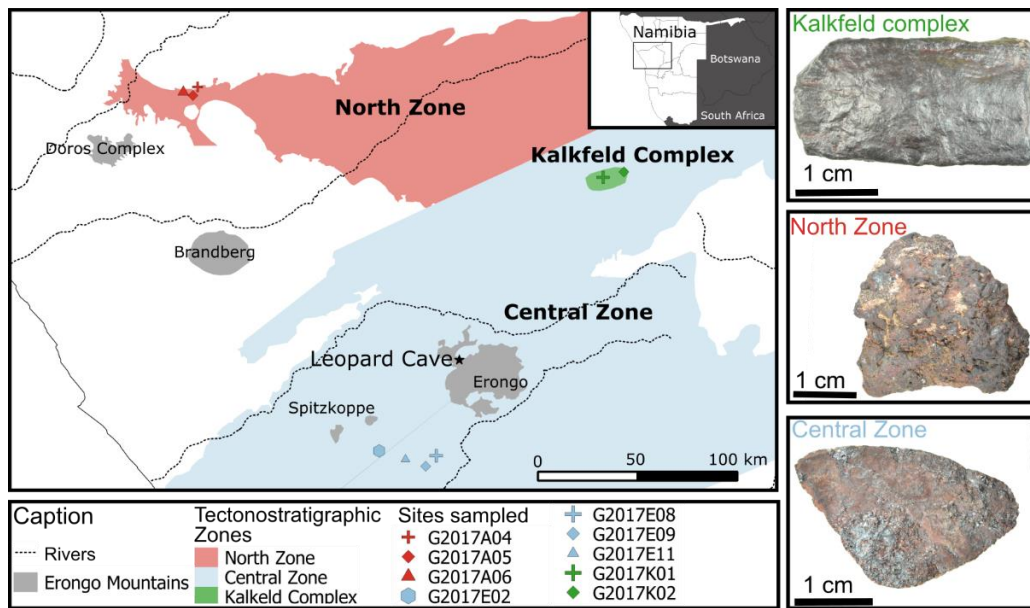 Namibia
Botswana
South Africa
North Zone
Doros Complex
Kalkfeld Complex
Brandberg
Central Zone
Leopard Cave
Erongo
Spitzkoppe
0 50 100 km
Caption
Rivers
Erongo Mountains
Tectonostratigraphic
Zones
North Zone
Central Zone
Kalkeld Complex
Sites sampled
G2017A04
G2017A05
G2017A06
G2017E02
G2017E08
G2017E09
G2017E11
G2017K01
G2017K02
Kalkfeld complex
1 cm
North Zone
1 cm
Central Zone
1 cm